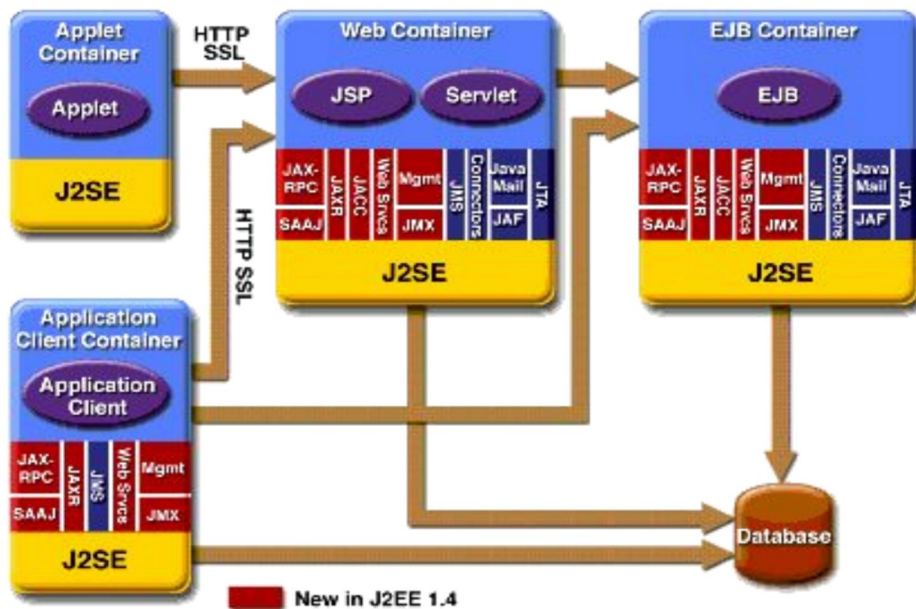 Applet
Container
Applet
J2SE
HTTP
SSL
Web Container
JSP
Servlet
JAX-
RPC
SAAJ
JAXR
JACC
Web Srvcs
Mgmt
JMX
JMS
Connectors
Java
Mail
JAF
JTA
J2SE
EJB Container
EJB
JAX-
RPC
SAAJ
JAXR
JACC
Web Srvcs
Mgmt
JMX
JMS
Connectors
Java
Mail
JAF
JTA
J2SE
HTTP SSL
Application
Client Container
Application
Client
JAX-
RPC
SAAJ
JAXR
JMS
Web Srvcs
Mgmt
JMX
J2SE
Database
New in J2EE 1.4